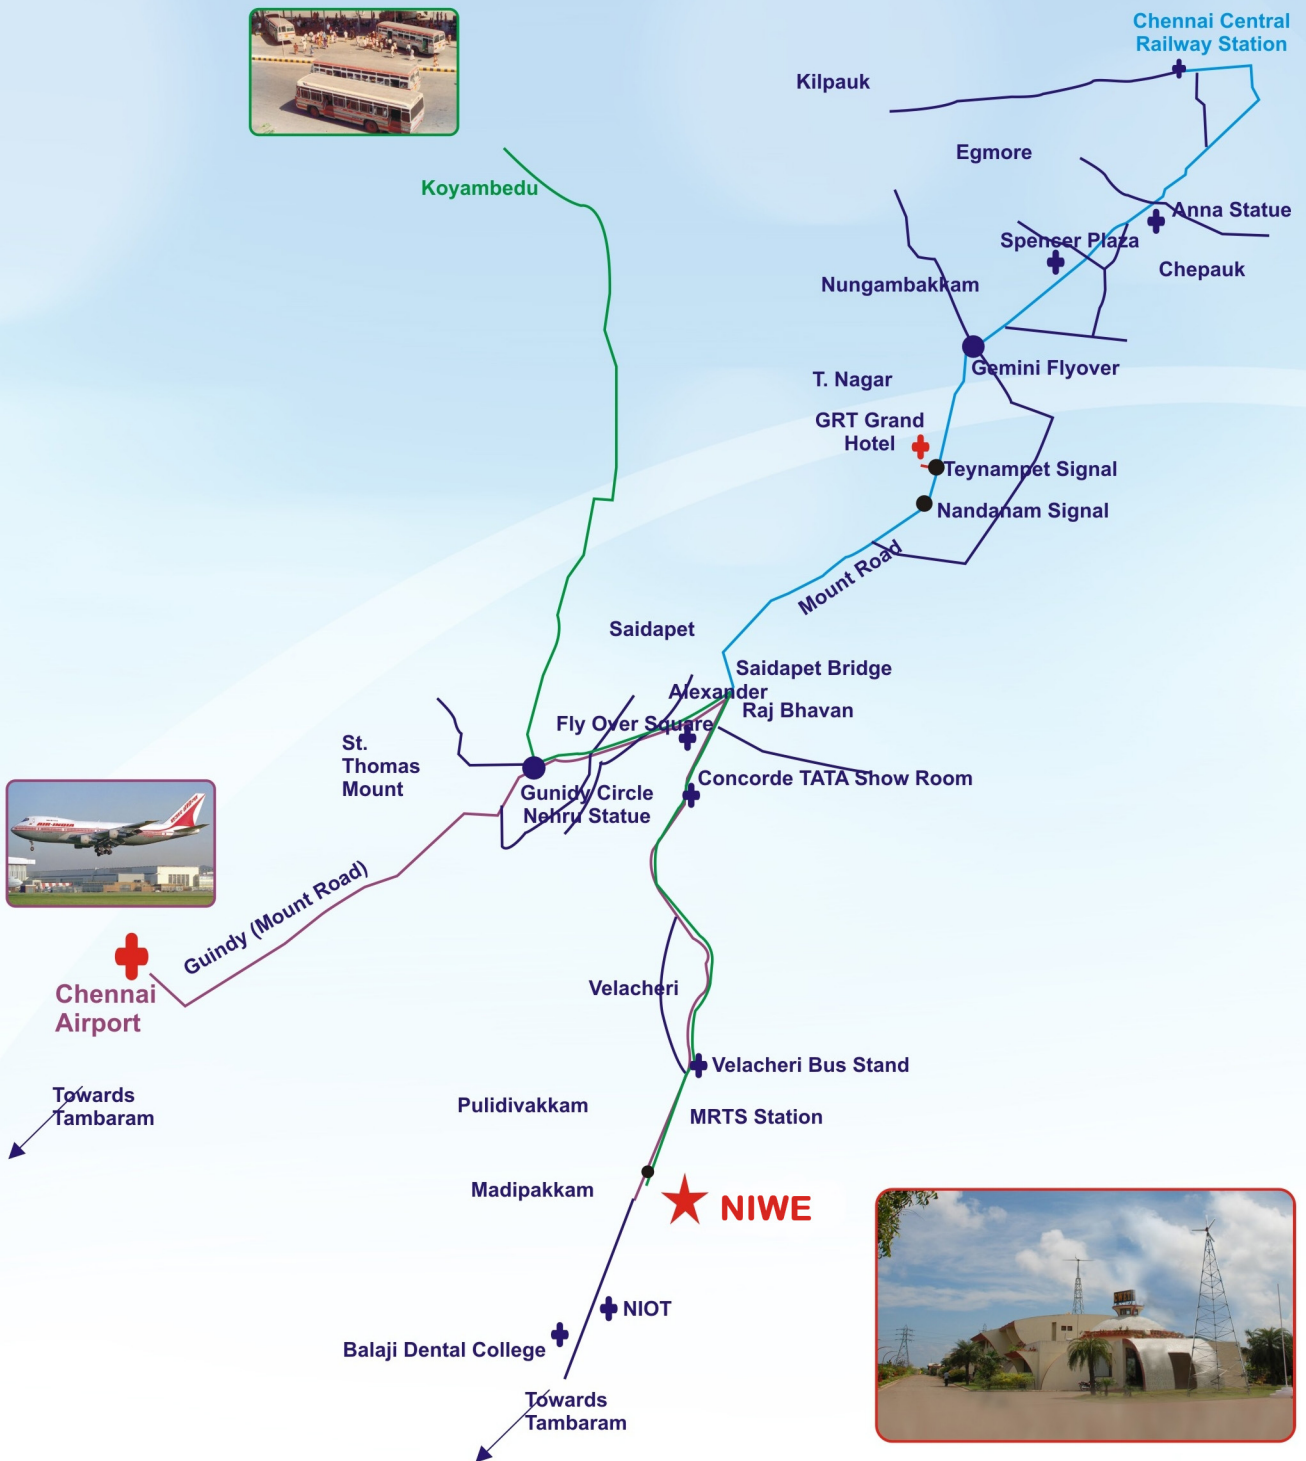 Chennai Central
Railway Station
Kilpauk
Egmore
Koyambedu
Anna Statue
Spencer Plaza
Chepauk
Nungambakkam
Gemini Flyover
T. Nagar
GRT Grand
Hotel
Teynampet Signal
Nandanam Signal
Mount Road
Saidapet
Saidapet Bridge
Alexander
Raj Bhavan
Fly Over Square
St.
Thomas
Mount
Concorde TATA Show Room
Gunidy Circle
Nehru Statue
Guindy (Mount Road)
Chennai
Airport
Velacheri
Velacheri Bus Stand
Towards
Tambaram
Pulidivakkam
MRTS Station
Madipakkam
NIWE
NIOT
Balaji Dental College
Towards
Tambaram